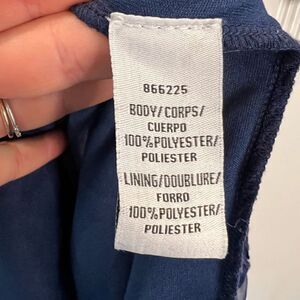 866225
BODY/CORPS/
CUERPO
100%POLYESTER/
POLIESTER
LINING/DOUBLURE/
FORRO
100%POLYESTER/
POLIESTER